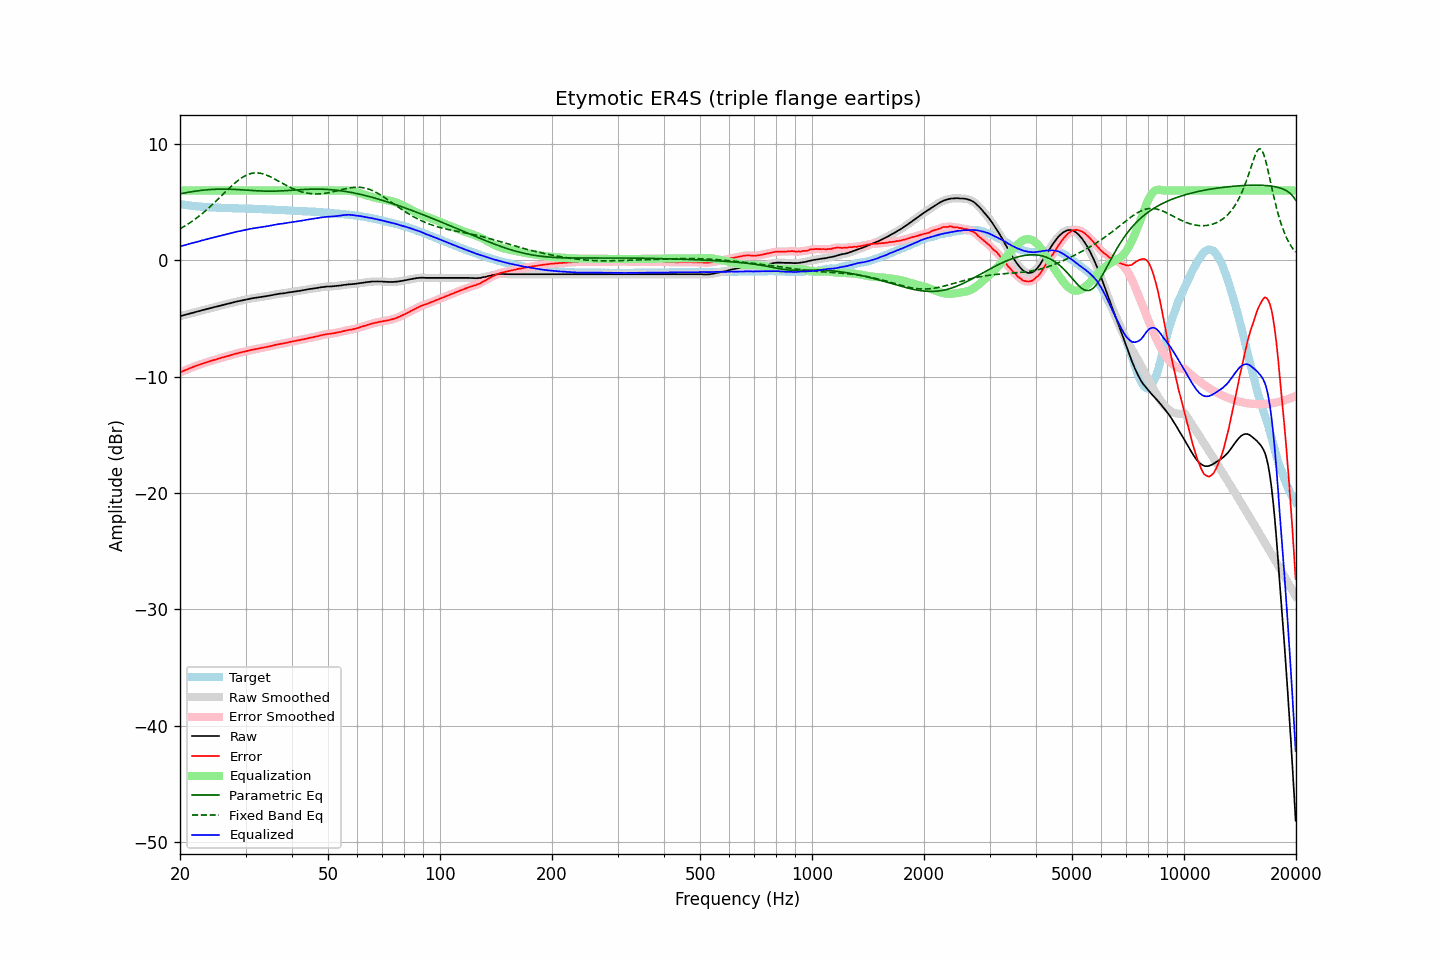 Etymotic ER4S (triple flange eartips)
10
0
−10
−20
−30
−40
−50
Amplitude (dBr)
Target
Raw Smoothed
Error Smoothed
Raw
Error
Equalization
Parametric Eq
Fixed Band Eq
Equalized
20 50 100 200 500 1000 2000 5000 10000 20000
Frequency (Hz)